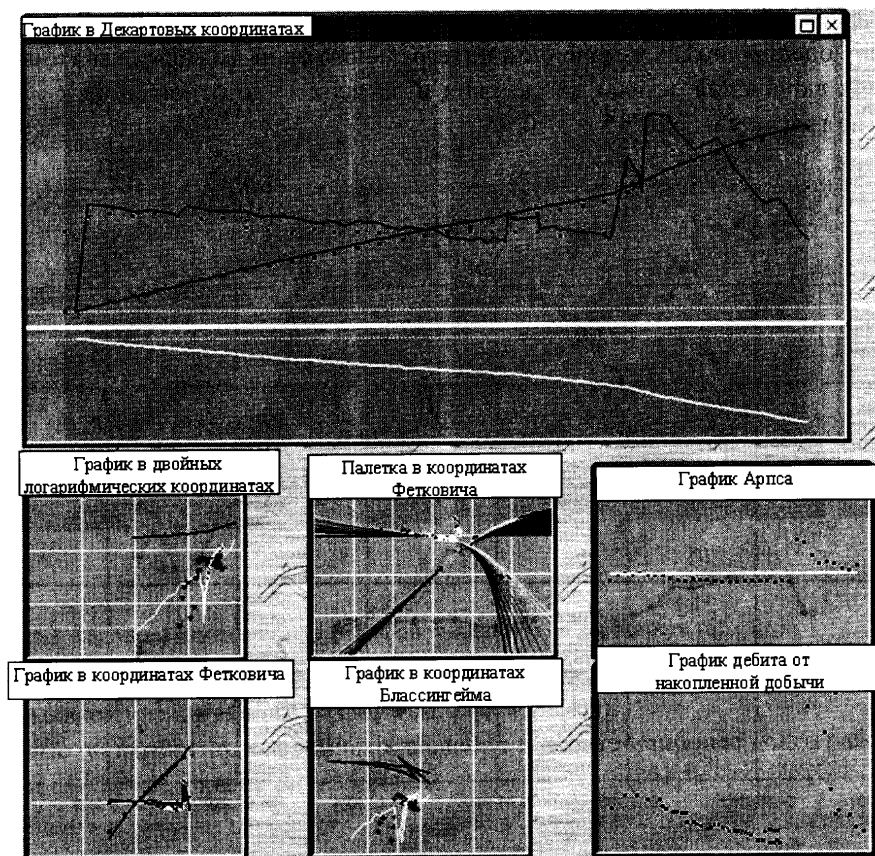 График в Декартовых координатах
График в двойных
логарифмических координатах
Палетка в координатах
Фетковича
График Арпса
График в координатах Фетковича
График в координатах
Блассингейма
График дебита от
накопленной добычи